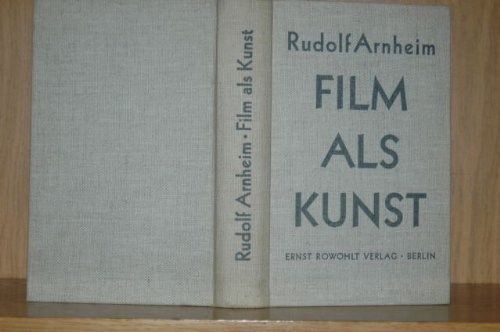 Rudolf Arnheim · Film als Kunst
Rudolf Arnheim
FILM
ALS
KUNST
ERNST ROWOHLT VERLAG · BERLIN